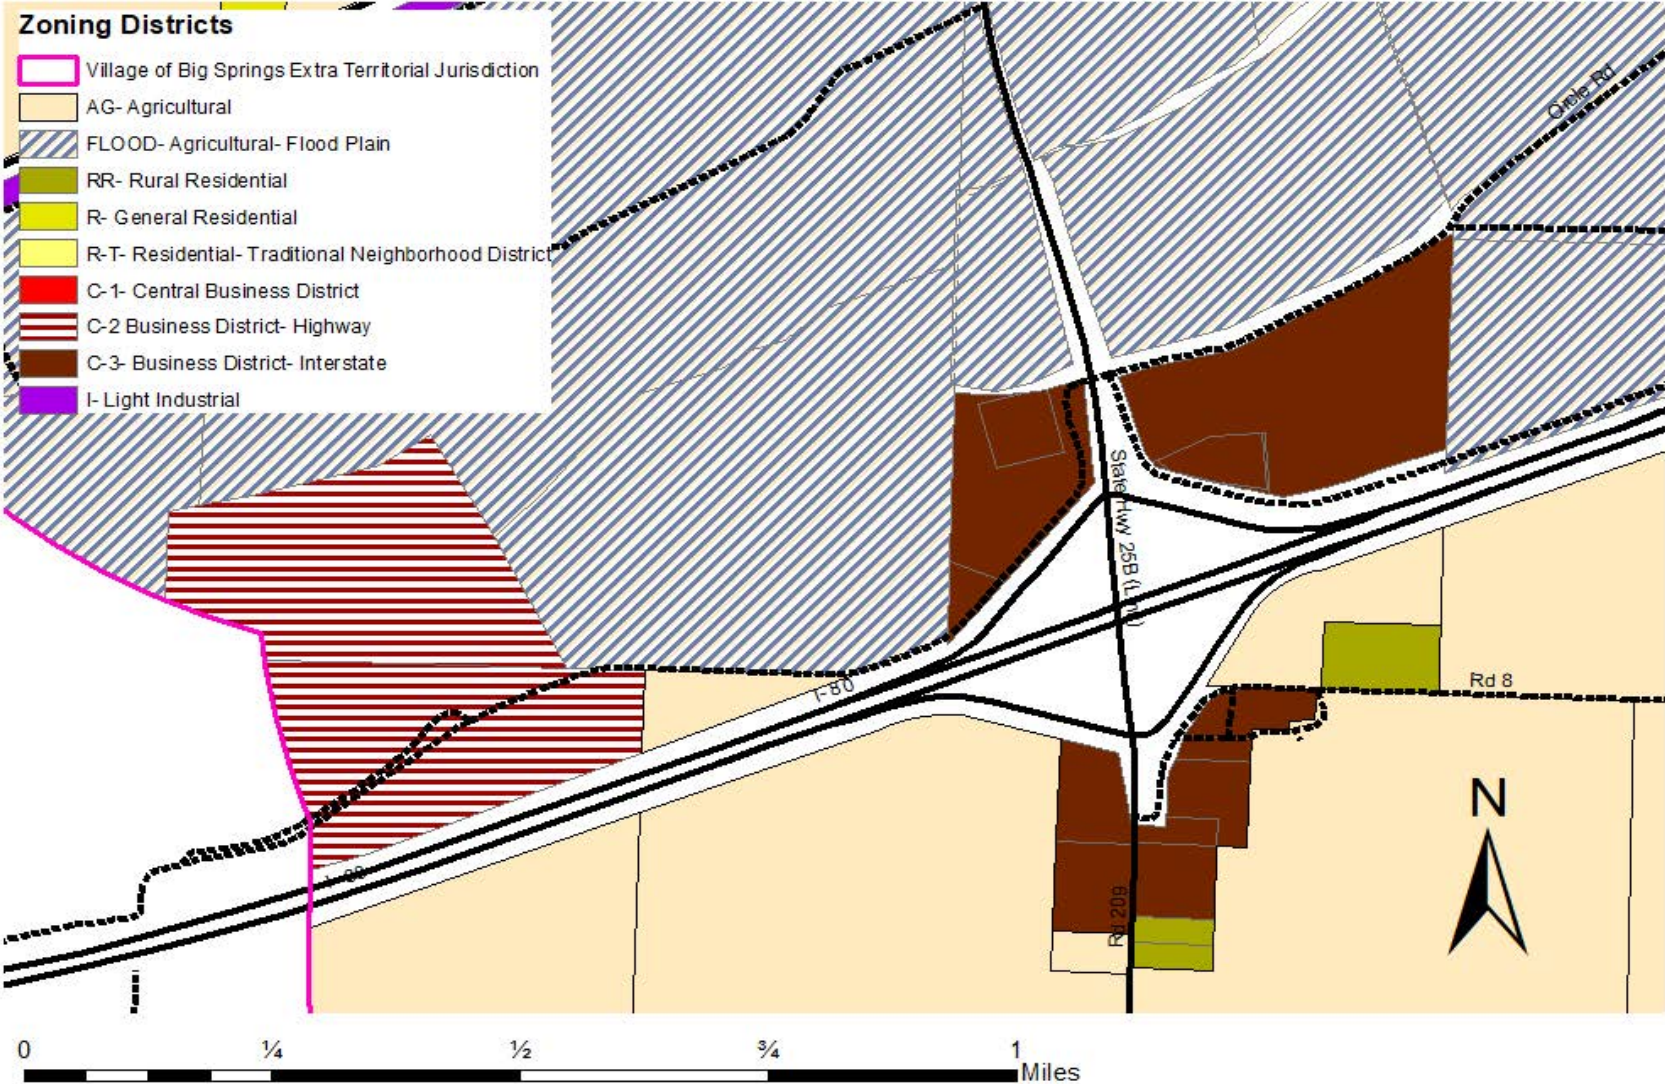 Zoning Districts
Village of Big Springs Extra Territorial Jurisdiction
AG- Agricultural
FLOOD- Agricultural- Flood Plain
RR- Rural Residential
R- General Residential
R-T- Residential- Traditional Neighborhood District
C-1- Central Business District
C-2 Business District- Highway
C-3- Business District- Interstate
I- Light Industrial
Circle Rd
State Hwy 25B
I-80
Rd 8
I-80
Rd 209
N
0 ¼ ½ ¾ 1
Miles